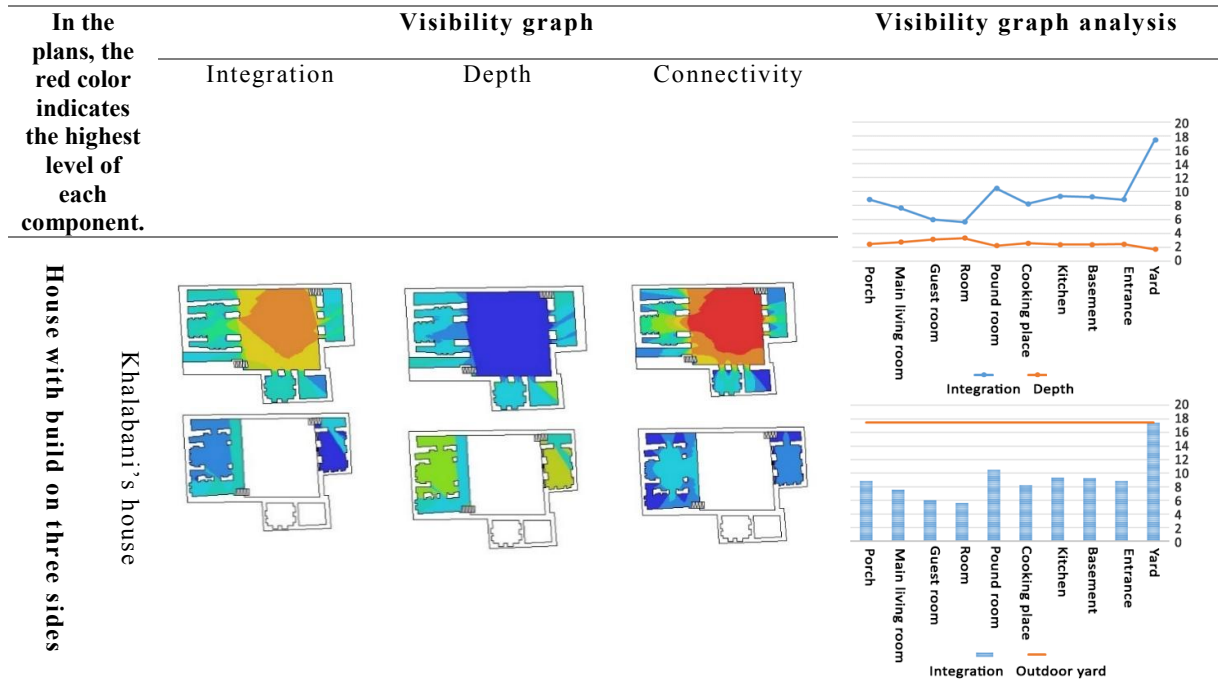 In the
plans, the
red color
indicates
the highest
level of
each
component.
Visibility graph
Visibility graph analysis
Integration
Depth
Connectivity
House with build on three sides
Khalabani's house
20
18
16
14
12
10
8
6
4
2
0
Porch
Main living room
Guest room
Room
Pound room
Cooking place
Kitchen
Basement
Entrance
Yard
Integration
Depth
20
18
16
14
12
10
8
6
4
2
0
Porch
Main living room
Guest room
Room
Pound room
Cooking place
Kitchen
Basement
Entrance
Yard
Integration
Outdoor yard